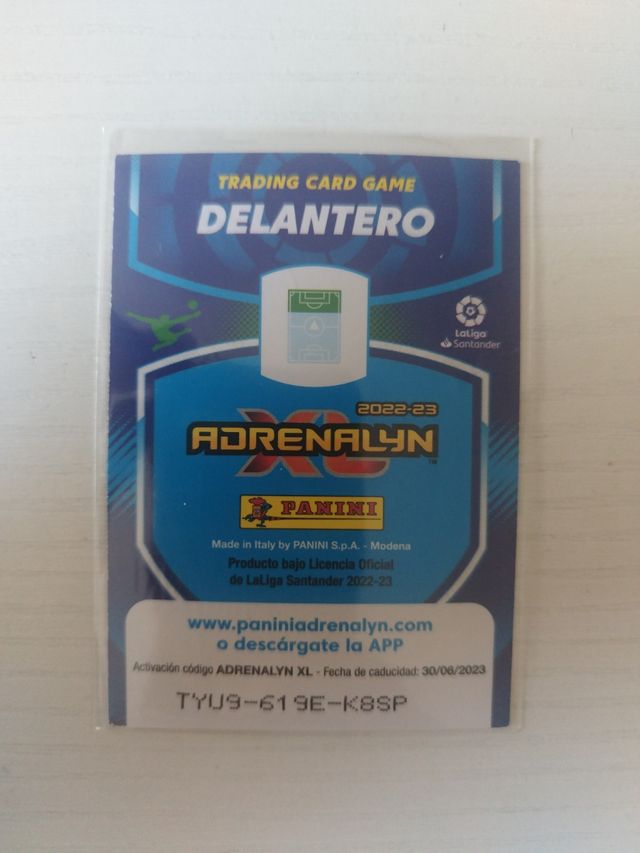 TRADING CARD GAME
DELANTERO
LaLiga
Santander
2022-23
ADRENALYN XL™
PANINI
Made in Italy by PANINI S.p.A. - Modena
Producto bajo Licencia Oficial
de LaLiga Santander 2022-23
www.paniniadrenalyn.com
o descárgate la APP
Activación código ADRENALYN XL - Fecha de caducidad: 30/06/2023
TYU9-619E-K8SP